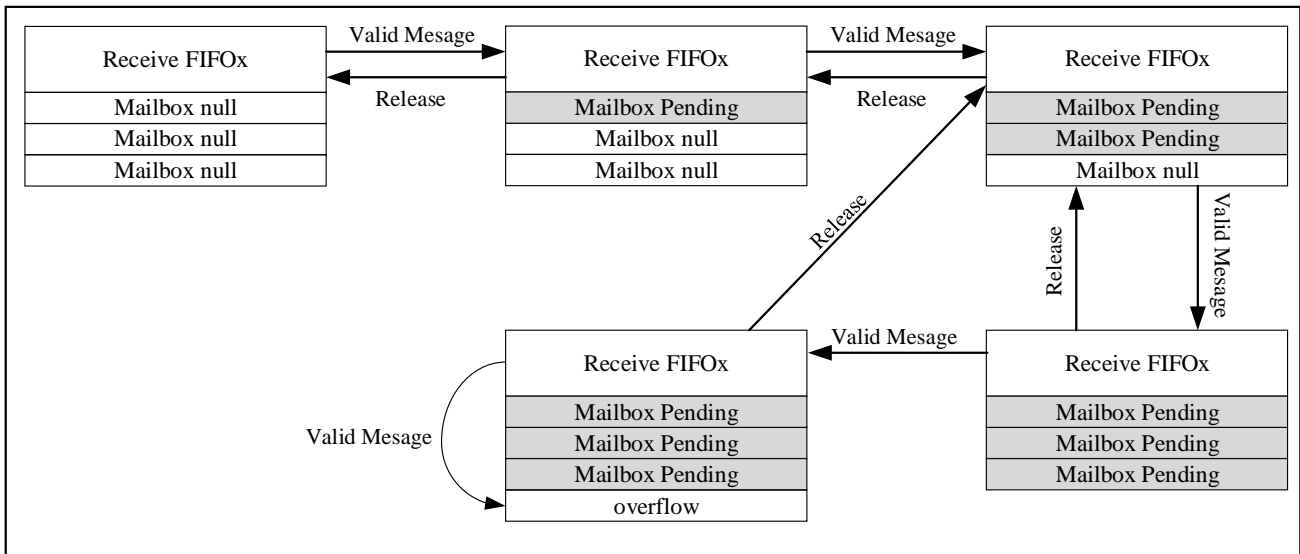 Receive FIFOx
Mailbox null
Mailbox null
Mailbox null
Valid Mesage
Release
Receive FIFOx
Mailbox Pending
Mailbox null
Mailbox null
Valid Mesage
Release
Receive FIFOx
Mailbox Pending
Mailbox Pending
Mailbox null
Release
Release
Valid Mesage
Valid Mesage
Receive FIFOx
Mailbox Pending
Mailbox Pending
Mailbox Pending
overflow
Valid Mesage
Receive FIFOx
Mailbox Pending
Mailbox Pending
Mailbox Pending